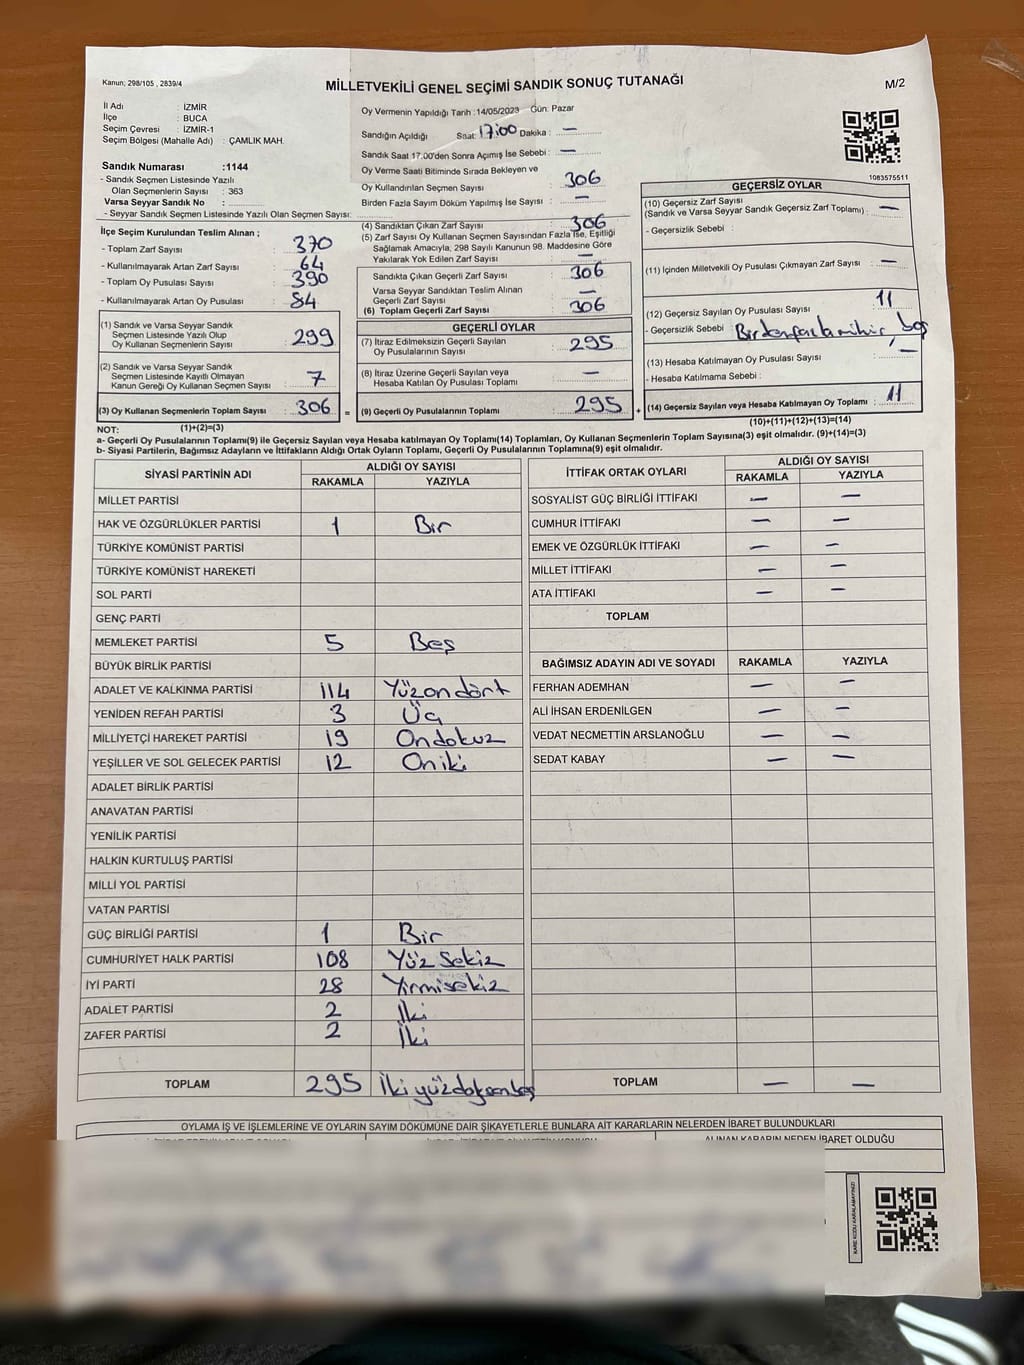 Kanun; 298/105 , 2839/4
MİLLETVEKİLİ GENEL SEÇİMİ SANDIK SONUÇ TUTANAĞI
M/2
İl Adı : İZMİR
İlçe : BUCA
Seçim Çevresi : İZMİR-1
Seçim Bölgesi (Mahalle Adı) : ÇAMLIK MAH.
Sandık Numarası :1144
- Sandık Seçmen Listesinde Yazılı
Olan Seçmenlerin Sayısı : 363
Varsa Seyyar Sandık No :
- Seyyar Sandık Seçmen Listesinde Yazılı Olan Seçmen Sayısı:
Oy Vermenin Yapıldığı Tarih :14/05/2023 Gün: Pazar
Sandığın Açıldığı Saat: 17:00 Dakika : —
Sandık Saat 17.00'den Sonra Açımış İse Sebebi : —
Oy Verme Saati Bitiminde Sırada Bekleyen ve
Oy Kullandırılan Seçmen Sayısı 306
Birden Fazla Sayım Döküm Yapılmış İse Sayısı : —
1083575511
İlçe Seçim Kurulundan Teslim Alınan ;
- Toplam Zarf Sayısı 370
- Kullanılmayarak Artan Zarf Sayısı 64
- Toplam Oy Pusulası Sayısı 390
- Kullanılmayarak Artan Oy Pusulası 84
(1) Sandık ve Varsa Seyyar Sandık
Seçmen Listesinde Yazılı Olup
Oy Kullanan Seçmenlerin Sayısı 299
(2) Sandık ve Varsa Seyyar Sandık
Seçmen Listesinde Kayıtlı Olmayan
Kanun Gereği Oy Kullanan Seçmen Sayısı 7
(3) Oy Kullanan Seçmenlerin Toplam Sayısı 306 =
(1)+(2)=(3)
(4) Sandıktan Çıkan Zarf Sayısı 306
(5) Zarf Sayısı Oy Kullanan Seçmen Sayısından Fazla İse, Eşitliği
Sağlamak Amacıyla, 298 Sayılı Kanunun 98. Maddesine Göre
Yakılarak Yok Edilen Zarf Sayısı —
Sandıkta Çıkan Geçerli Zarf Sayısı 306
Varsa Seyyar Sandıktan Teslim Alınan
Geçerli Zarf Sayısı —
(6) Toplam Geçerli Zarf Sayısı 306
GEÇERLİ OYLAR
(7) İtiraz Edilmeksizin Geçerli Sayılan
Oy Pusulalarının Sayısı 295
(8) İtiraz Üzerine Geçerli Sayılan veya
Hesaba Katılan Oy Pusulası Toplamı —
(9) Geçerli Oy Pusulalarının Toplamı 295 +
GEÇERSİZ OYLAR
(10) Geçersiz Zarf Sayısı
(Sandık ve Varsa Seyyar Sandık Geçersiz Zarf Toplamı) : —
- Geçersizlik Sebebi :
(11) İçinden Milletvekili Oy Pusulası Çıkmayan Zarf Sayısı : —
(12) Geçersiz Sayılan Oy Pusulası Sayısı : 11
- Geçersizlik Sebebi :
(13) Hesaba Katılmayan Oy Pusulası Sayısı : —
- Hesaba Katılmama Sebebi :
(14) Geçersiz Sayılan veya Hesaba Katılmayan Oy Toplamı : 11
(10)+(11)+(12)+(13)=(14)
NOT:
a- Geçerli Oy Pusulalarının Toplamı(9) ile Geçersiz Sayılan veya Hesaba katılmayan Oy Toplamı(14) Toplamları, Oy Kullanan Seçmenlerin Toplam Sayısına(3) eşit olmalıdır. (9)+(14)=(3)
b- Siyasi Partilerin, Bağımsız Adayların ve İttifakların Aldığı Ortak Oyların Toplamı, Geçerli Oy Pusulalarının Toplamına(9) eşit olmalıdır.
SİYASİ PARTİNİN ADI ALDIĞI OY SAYISI
RAKAMLA YAZIYLA
MİLLET PARTİSİ
HAK VE ÖZGÜRLÜKLER PARTİSİ 1 Bir
TÜRKİYE KOMÜNİST PARTİSİ
TÜRKİYE KOMÜNİST HAREKETİ
SOL PARTİ
GENÇ PARTİ
MEMLEKET PARTİSİ 5 Beş
BÜYÜK BİRLİK PARTİSİ
ADALET VE KALKINMA PARTİSİ 114 Yüzondört
YENİDEN REFAH PARTİSİ 3 Üç
MİLLİYETÇİ HAREKET PARTİSİ 19 Ondokuz
YEŞİLLER VE SOL GELECEK PARTİSİ 12 Oniki
ADALET BİRLİK PARTİSİ
ANAVATAN PARTİSİ
YENİLİK PARTİSİ
HALKIN KURTULUŞ PARTİSİ
MİLLİ YOL PARTİSİ
VATAN PARTİSİ
GÜÇ BİRLİĞİ PARTİSİ 1 Bir
CUMHURİYET HALK PARTİSİ 108 Yüz Sekiz
İYİ PARTİ 28 Yirmisekiz
ADALET PARTİSİ 2 İki
ZAFER PARTİSİ 2 İki
TOPLAM 295 İki yüzdoksanbeş
İTTİFAK ORTAK OYLARI ALDIĞI OY SAYISI
RAKAMLA YAZIYLA
SOSYALİST GÜÇ BİRLİĞİ İTTİFAKI — —
CUMHUR İTTİFAKI — —
EMEK VE ÖZGÜRLÜK İTTİFAKI — —
MİLLET İTTİFAKI — —
ATA İTTİFAKI — —
TOPLAM
BAĞIMSIZ ADAYIN ADI VE SOYADI RAKAMLA YAZIYLA
FERHAN ADEMHAN — —
ALİ İHSAN ERDENİLGEN — —
VEDAT NECMETTİN ARSLANOĞLU — —
SEDAT KABAY — —
TOPLAM — —
OYLAMA İŞ VE İŞLEMLERİNE VE OYLARIN SAYIM DÖKÜMÜNE DAİR ŞİKAYETLERLE BUNLARA AİT KARARLARIN NELERDEN İBARET BULUNDUKLARI
ALINAN KARARIN NEDEN İBARET OLDUĞU
KARE KODU KARALAMAYINIZ!